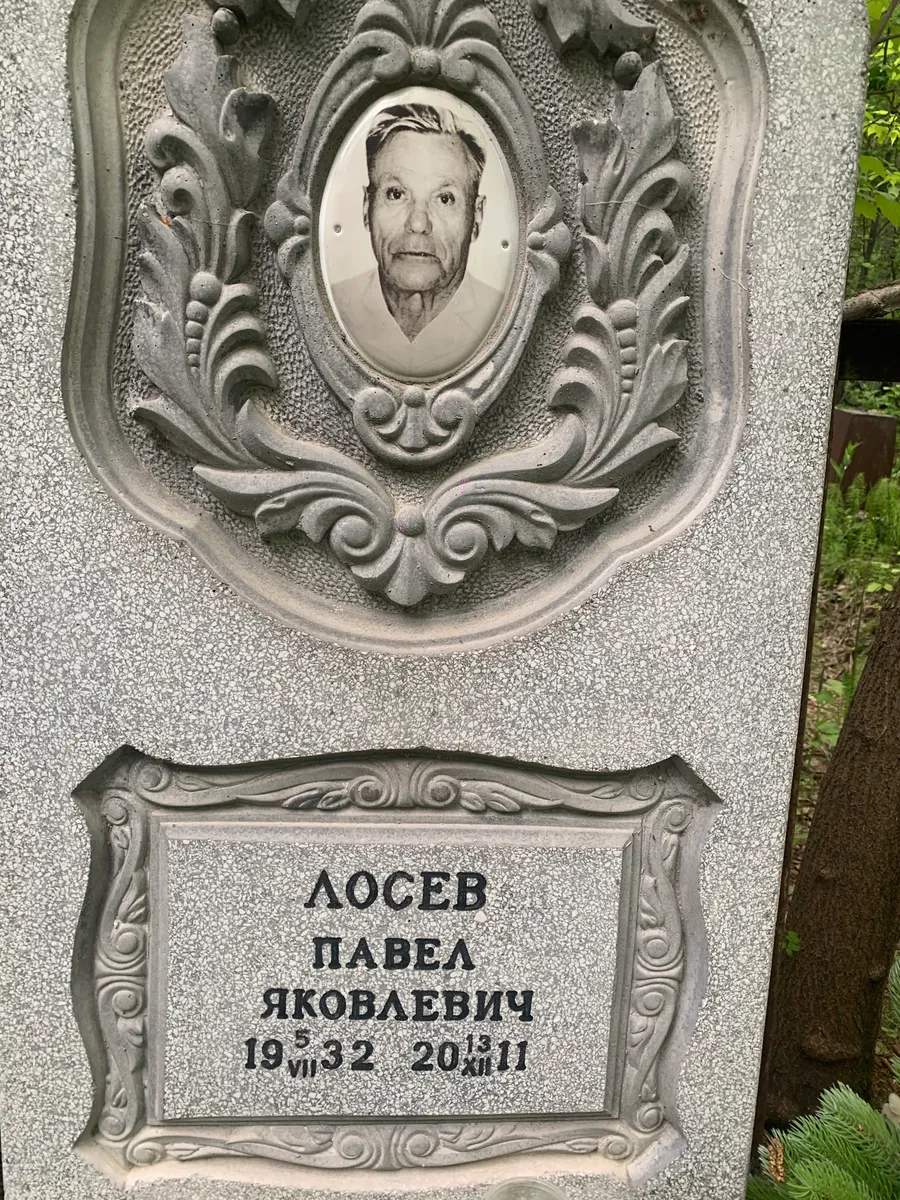 ЛОСЕВ
ПАВЕЛ
ЯКОВЛЕВИЧ
19 5/VII 32 20 13/XII 11